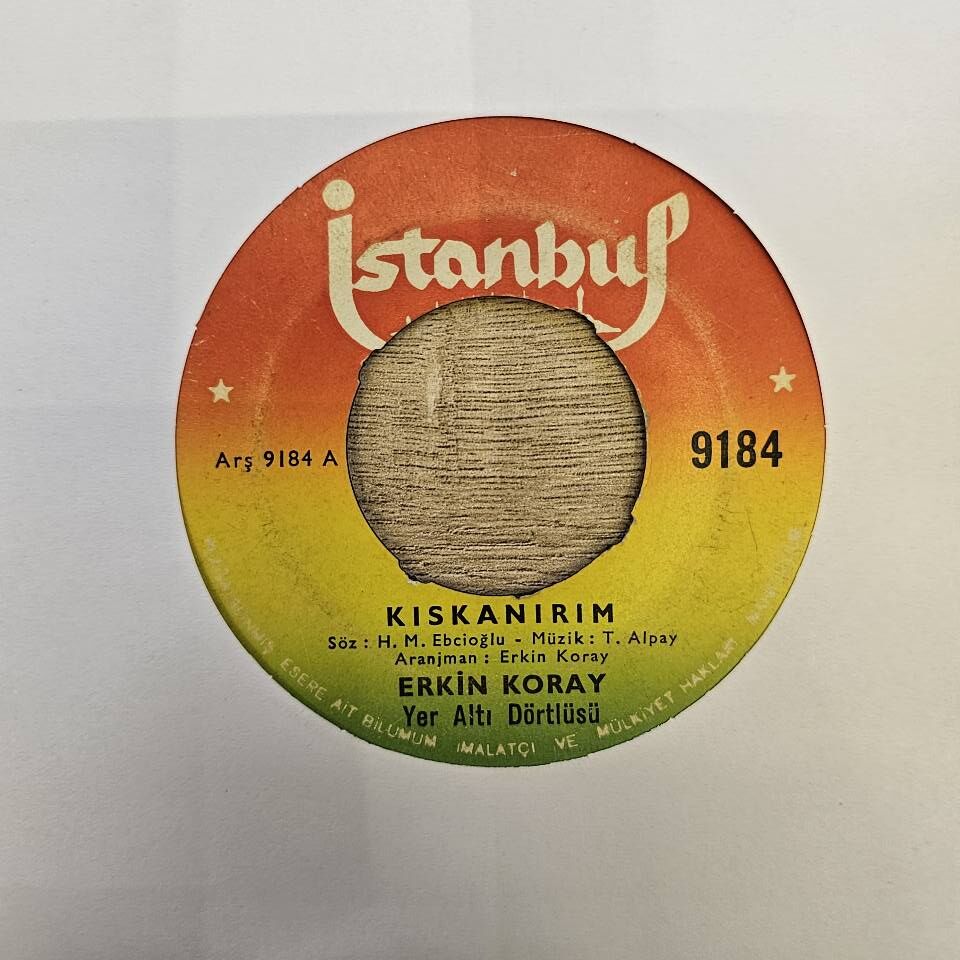 istanbul
Arş 9184 A
9184
KISKANIRIM
Söz : H. M. Ebcioğlu - Müzik : T. Alpay
Aranjman : Erkin Koray
ERKİN KORAY
Yer Altı Dörtlüsü
ESERE AİT BİLUMUM İMALATÇI VE MÜLKİYET HAKLARI